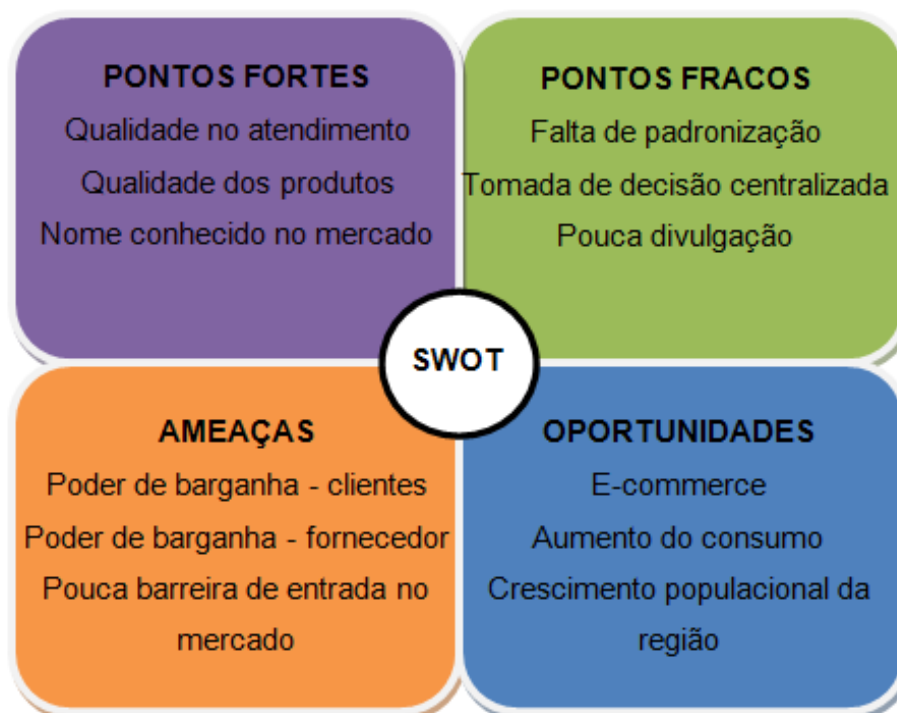 PONTOS FORTES
Qualidade no atendimento
Qualidade dos produtos
Nome conhecido no mercado
PONTOS FRACOS
Falta de padronização
Tomada de decisão centralizada
Pouca divulgação
SWOT
AMEAÇAS
Poder de barganha - clientes
Poder de barganha - fornecedor
Pouca barreira de entrada no
mercado
OPORTUNIDADES
E-commerce
Aumento do consumo
Crescimento populacional da
região